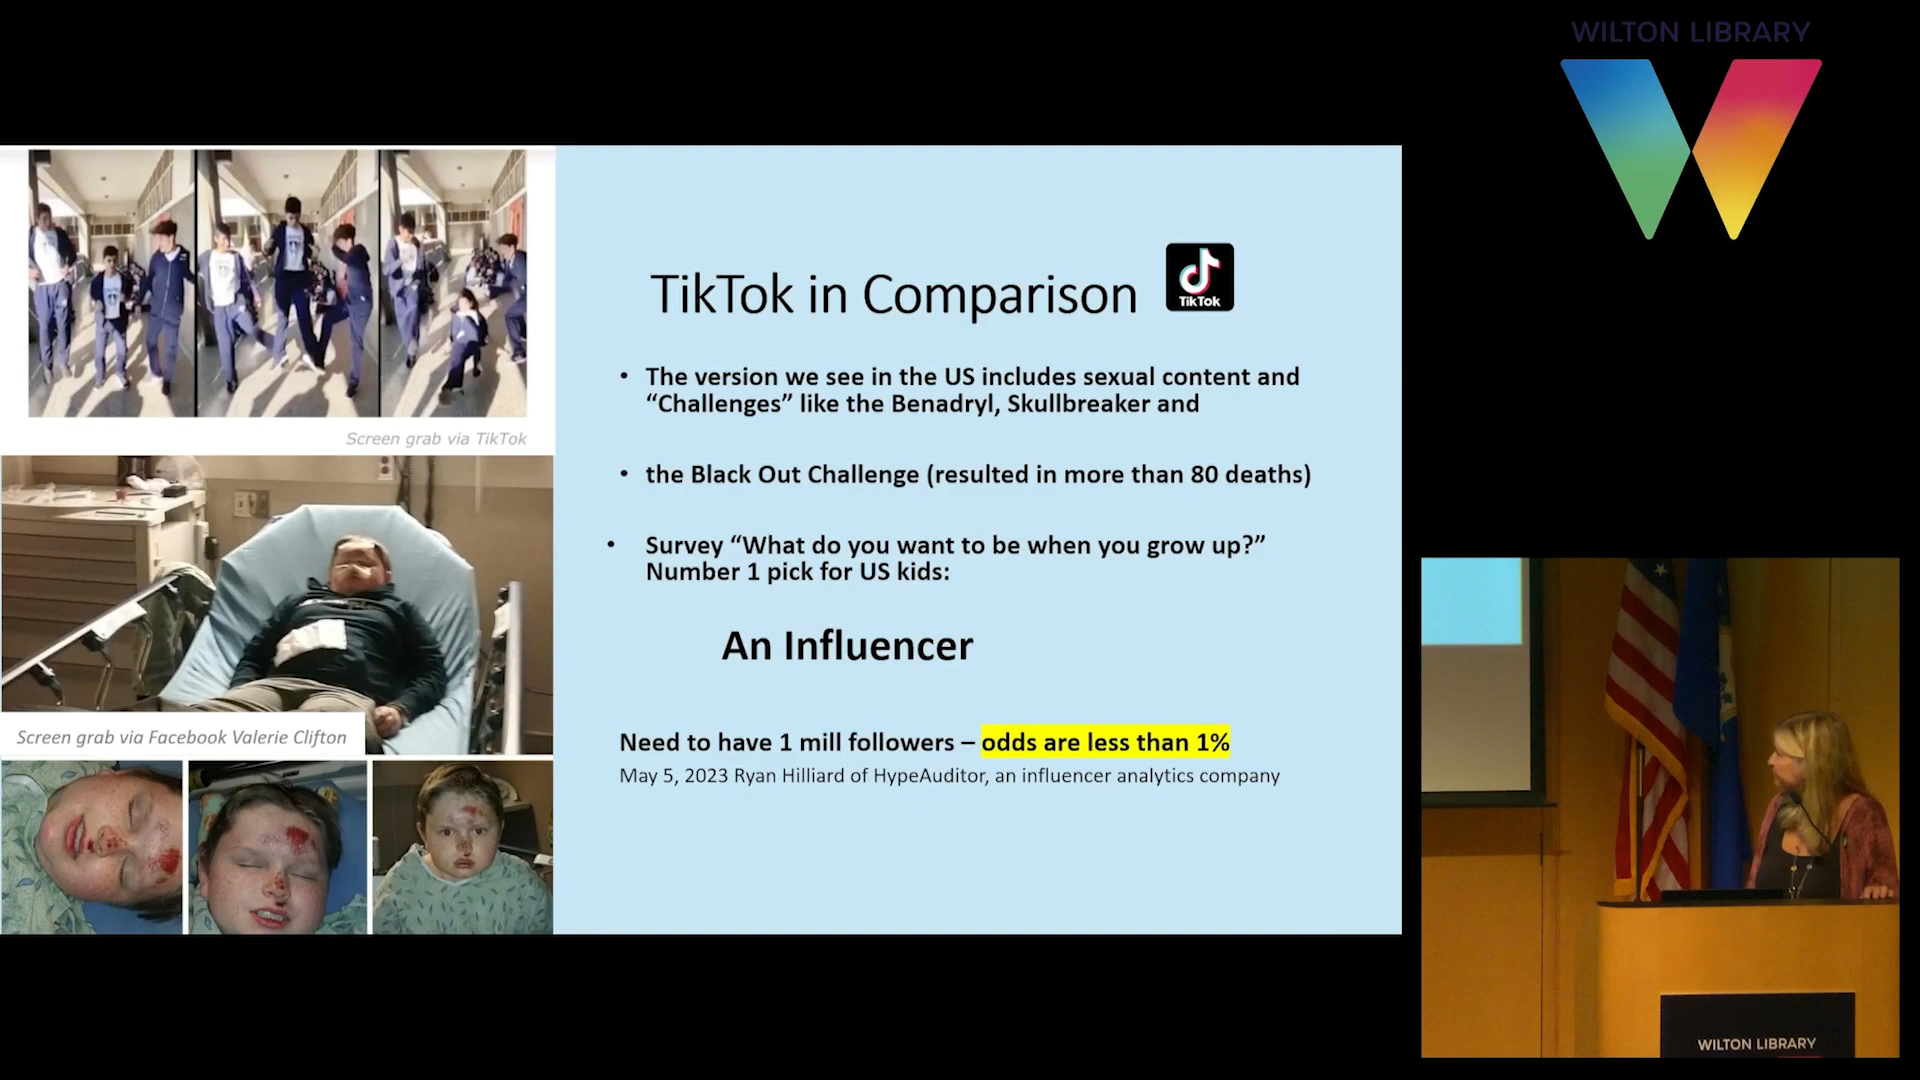 WILTON LIBRARY
Screen grab via TikTok
Screen grab via Facebook Valerie Clifton
TikTok in Comparison
TikTok
• The version we see in the US includes sexual content and
“Challenges” like the Benadryl, Skullbreaker and
• the Black Out Challenge (resulted in more than 80 deaths)
• Survey “What do you want to be when you grow up?”
Number 1 pick for US kids:
An Influencer
Need to have 1 mill followers – odds are less than 1%
May 5, 2023 Ryan Hilliard of HypeAuditor, an influencer analytics company
WILTON LIBRARY